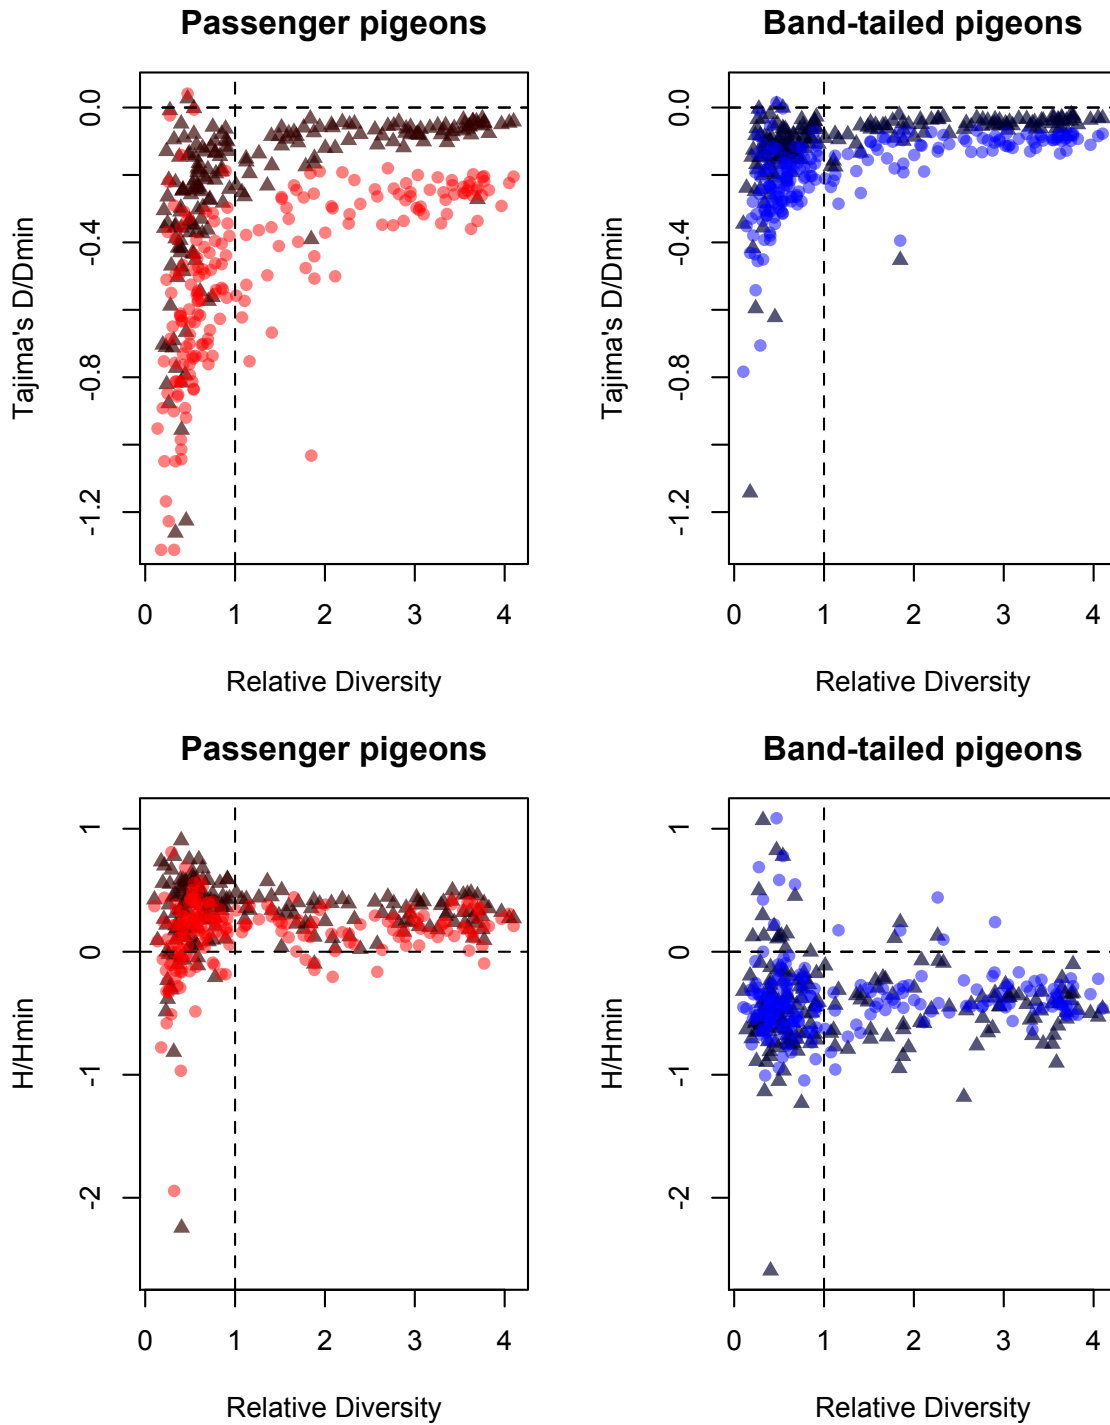 Passenger pigeons
Band-tailed pigeons
0.0
-0.4
-0.8
-1.2
Tajima's D/Dmin
0 1 2 3 4
Relative Diversity
0.0
-0.4
-0.8
-1.2
Tajima's D/Dmin
0 1 2 3 4
Relative Diversity
Passenger pigeons
Band-tailed pigeons
1
0
-1
-2
H/Hmin
0 1 2 3 4
Relative Diversity
1
0
-1
-2
H/Hmin
0 1 2 3 4
Relative Diversity